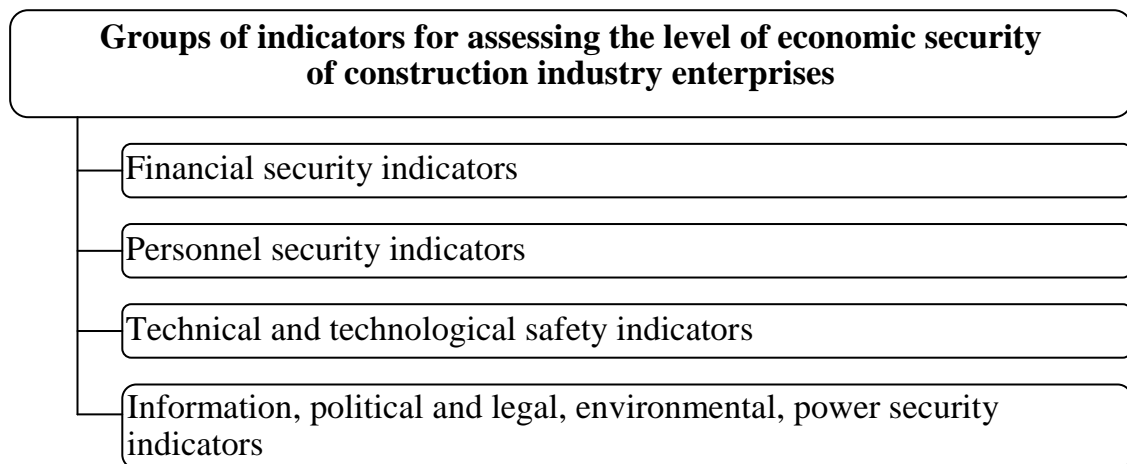 Groups of indicators for assessing the level of economic security
of construction industry enterprises
Financial security indicators
Personnel security indicators
Technical and technological safety indicators
Information, political and legal, environmental, power security
indicators